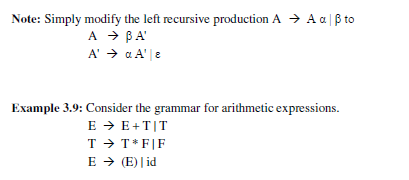 Note: Simply modify the left recursive production A → A α | β to
A → β A'
A' → α A' | ε
Example 3.9: Consider the grammar for arithmetic expressions.
E → E + T | T
T → T * F | F
E → (E) | id